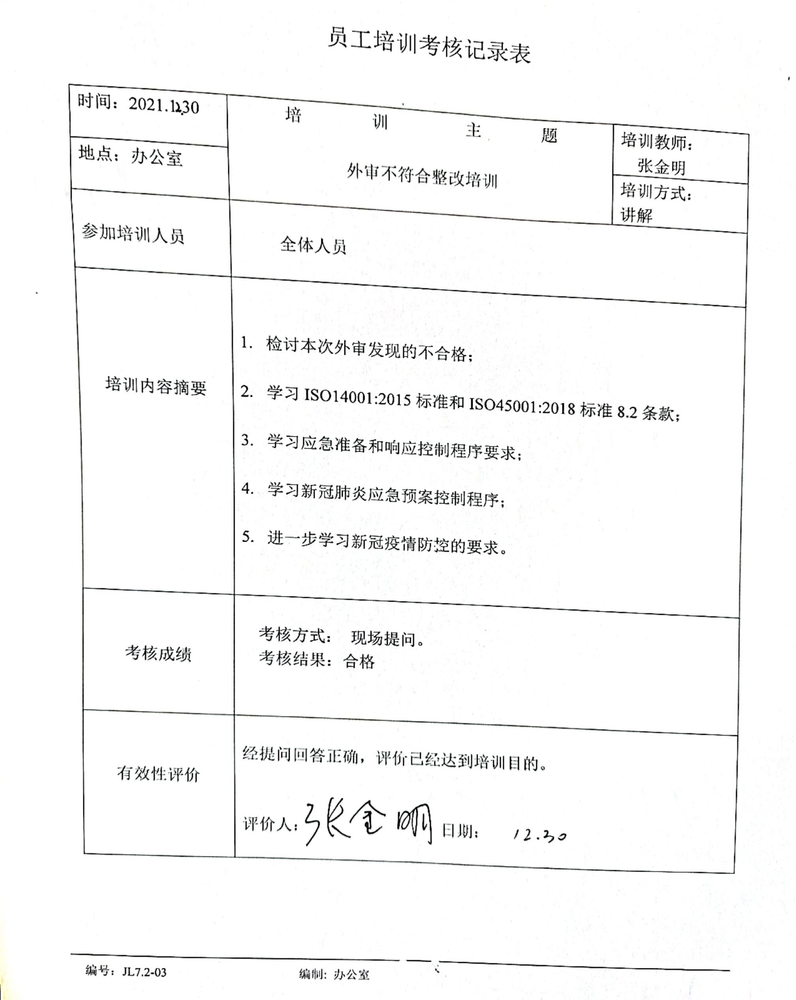 员工培训考核记录表
时间：2021.12.30
培 训 主 题
培训教师：
张金明
地点：办公室
外审不符合整改培训
培训方式：
讲解
参加培训人员
全体人员
培训内容摘要
1. 检讨本次外审发现的不合格；
2. 学习 ISO14001:2015 标准和 ISO45001:2018 标准 8.2 条款；
3. 学习应急准备和响应控制程序要求；
4. 学习新冠肺炎应急预案控制程序；
5. 进一步学习新冠疫情防控的要求。
考核成绩
考核方式： 现场提问。
考核结果：合格
有效性评价
经提问回答正确，评价已经达到培训目的。
评价人：张金明 日期： 12.30
编号：JL7.2-03 编制：办公室